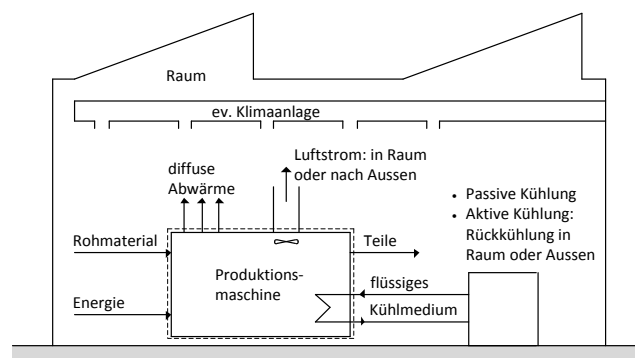 Raum
ev. Klimaanlage
Luftstrom: in Raum
oder nach Aussen
diffuse
Abwärme
• Passive Kühlung
• Aktive Kühlung:
Rückkühlung in
Raum oder Aussen
Rohmaterial
Teile
Produktions-
maschine
flüssiges
Kühlmedium
Energie